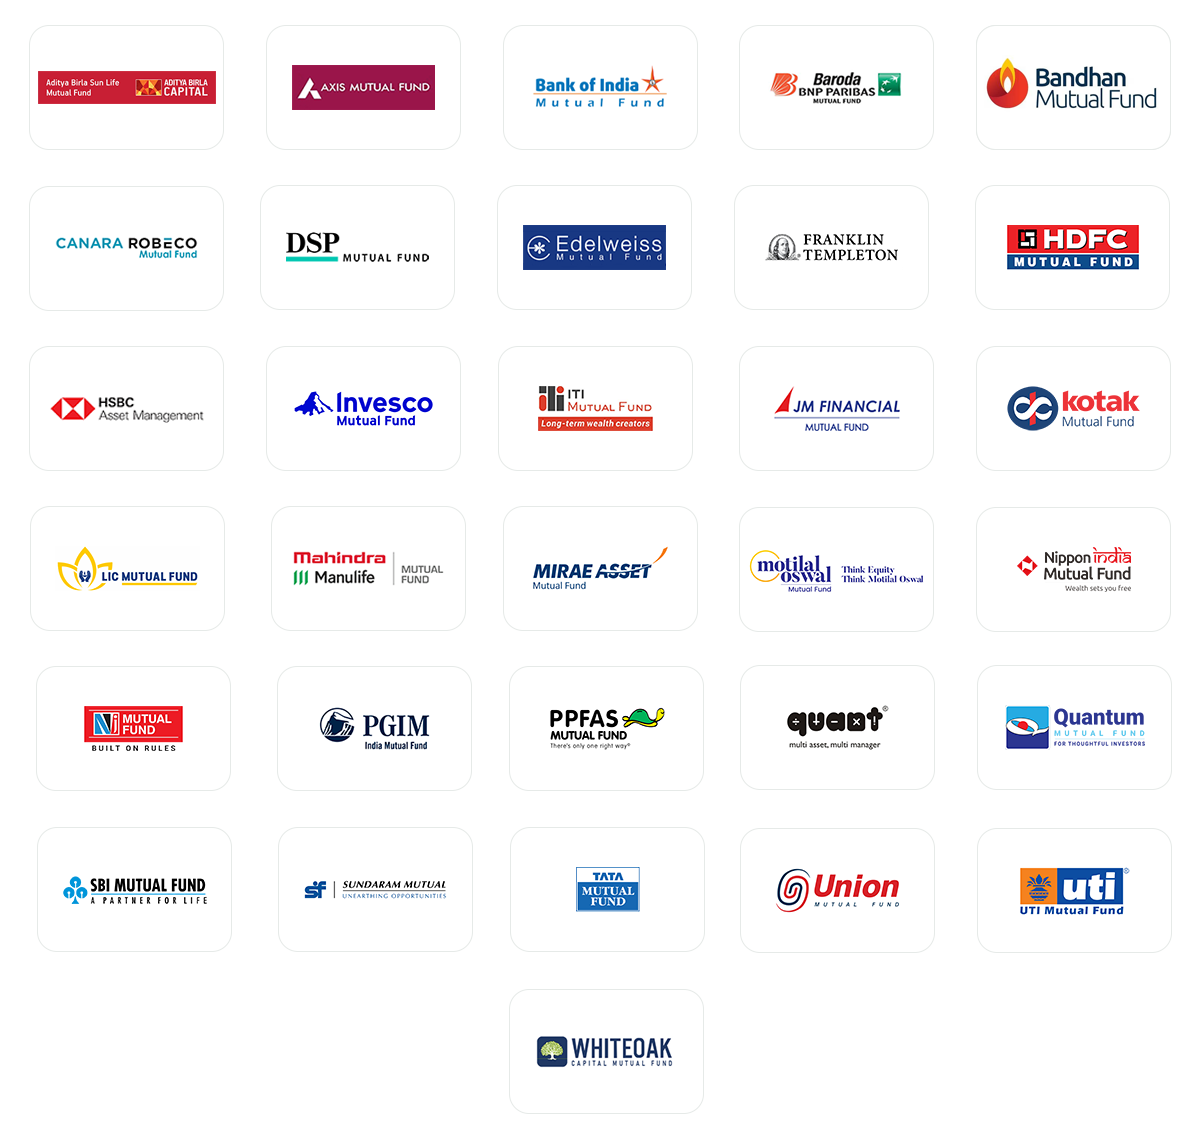 Aditya Birla Sun Life
Mutual Fund
ADITYA BIRLA
CAPITAL
AXIS MUTUAL FUND
Bank of India
Mutual Fund
Baroda
BNP PARIBAS
MUTUAL FUND
Bandhan
Mutual Fund
CANARA ROBECO
Mutual Fund
DSP
MUTUAL FUND
Edelweiss
Mutual Fund
FRANKLIN
TEMPLETON
HDFC
MUTUAL FUND
HSBC
Asset Management
Invesco
Mutual Fund
iTi
ITI
MUTUAL FUND
Long-term wealth creators
JM FINANCIAL
MUTUAL FUND
kotak
Mutual Fund
LIC MUTUAL FUND
mahindra
Manulife
MUTUAL
FUND
MIRAE ASSET
Mutual Fund
motilal
oswal
Mutual Fund
Think Equity
Think Motilal Oswal
Nippon india
Mutual Fund
Wealth sets you free
Nj
MUTUAL
FUND
BUILT ON RULES
PGIM
India Mutual Fund
PPFAS
MUTUAL FUND
There's only one right way®
quant®
multi asset, multi manager
Quantum
MUTUAL FUND
FOR THOUGHTFUL INVESTORS
SBI MUTUAL FUND
A PARTNER FOR LIFE
sf
SUNDARAM MUTUAL
UNEARTHING OPPORTUNITIES
TATA
MUTUAL
FUND
Union
MUTUAL FUND
uti®
UTI Mutual Fund
WHITEOAK
CAPITAL MUTUAL FUND